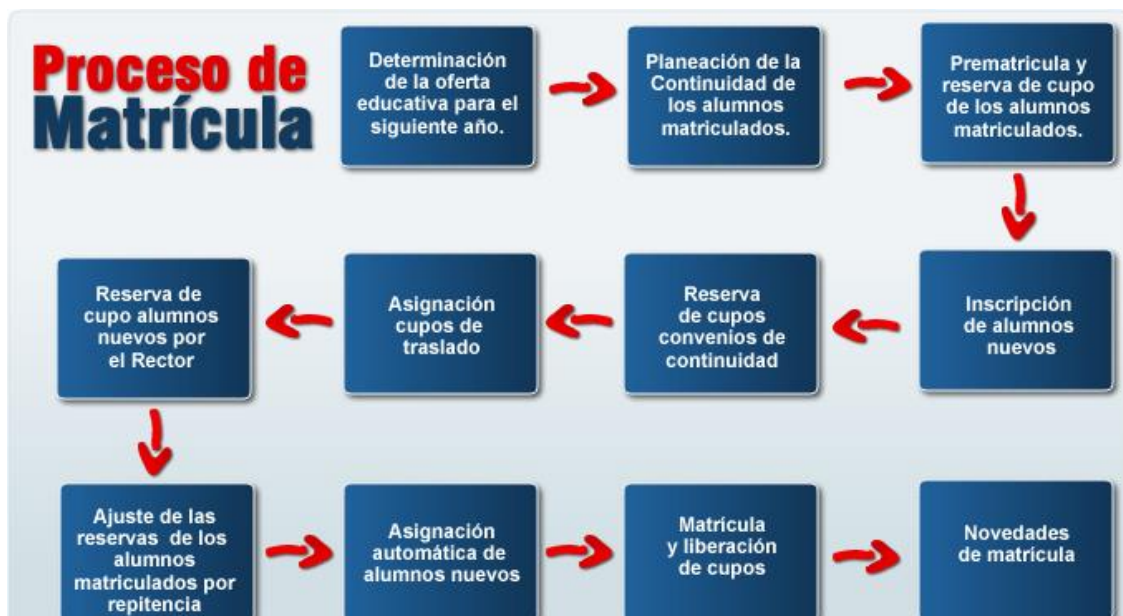 Proceso de
Matrícula
Determinación
de la oferta
educativa para el
siguiente año.
Planeación de la
Continuidad de
los alumnos
matriculados.
Prematricula y
reserva de cupo
de los alumnos
matriculados.
Inscripción
de alumnos
nuevos
Reserva
de cupos
convenios de
continuidad
Asignación
cupos de
traslado
Reserva de
cupo alumnos
nuevos por
el Rector
Ajuste de las
reservas de los
alumnos
matriculados por
repitencia
Asignación
automática de
alumnos nuevos
Matrícula
y liberación
de cupos
Novedades
de matrícula